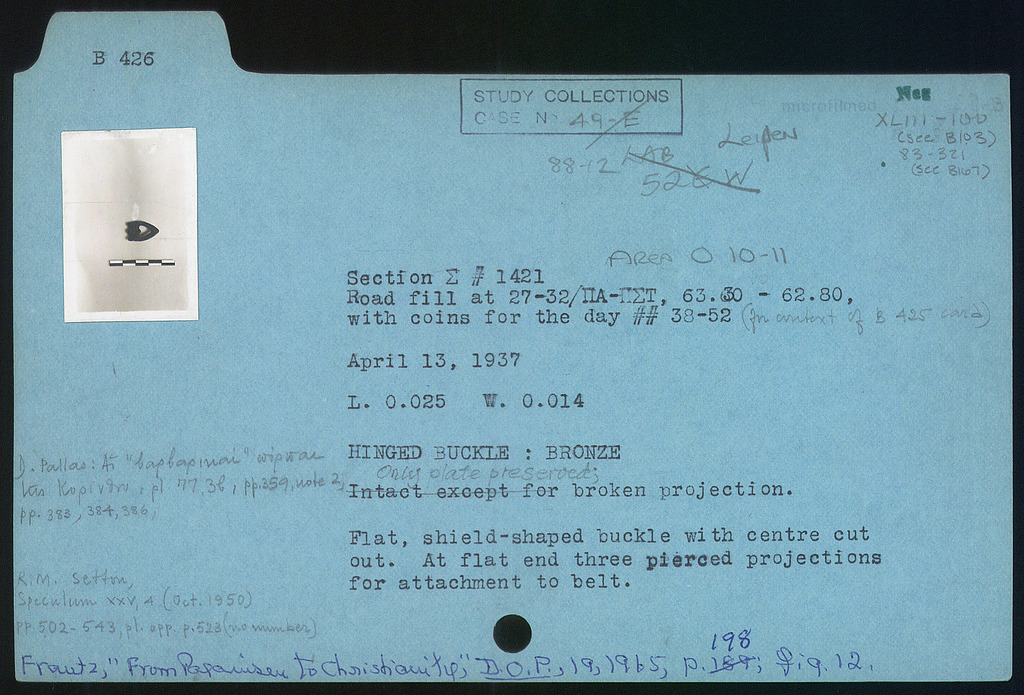 B 426
STUDY COLLECTIONS
CASE No 49-E
microfilmed
Neg
XLIII-100
(see B103)
83-321
(see B167)
88-12 LAB
526 W
AREA O 10-11
Section Σ # 1421
Road fill at 27-32/ΠΑ-ΠΣΤ, 63.30 - 62.80,
with coins for the day ## 38-52 (for context of B 425 card)
April 13, 1937
L. 0.025 W. 0.014
HINGED BUCKLE : BRONZE
Only plate preserved;
Intact except for broken projection.
Flat, shield-shaped buckle with centre cut
out. At flat end three pierced projections
for attachment to belt.
D. Pallas: Αἱ "βαρβαρικαὶ" πόρπαι
τῆς Κορίνθου, pl 77, 3b, pp.359, note 2,
pp. 383, 384, 386,
R.M. Setton,
Speculum XXV, 4 (Oct. 1950)
pp. 502-543, pl. opp. p.523 (no number)
Frantz, "From Paganism to Christianity," D.O.P., 19, 1965, p. 189; fig. 12.
198